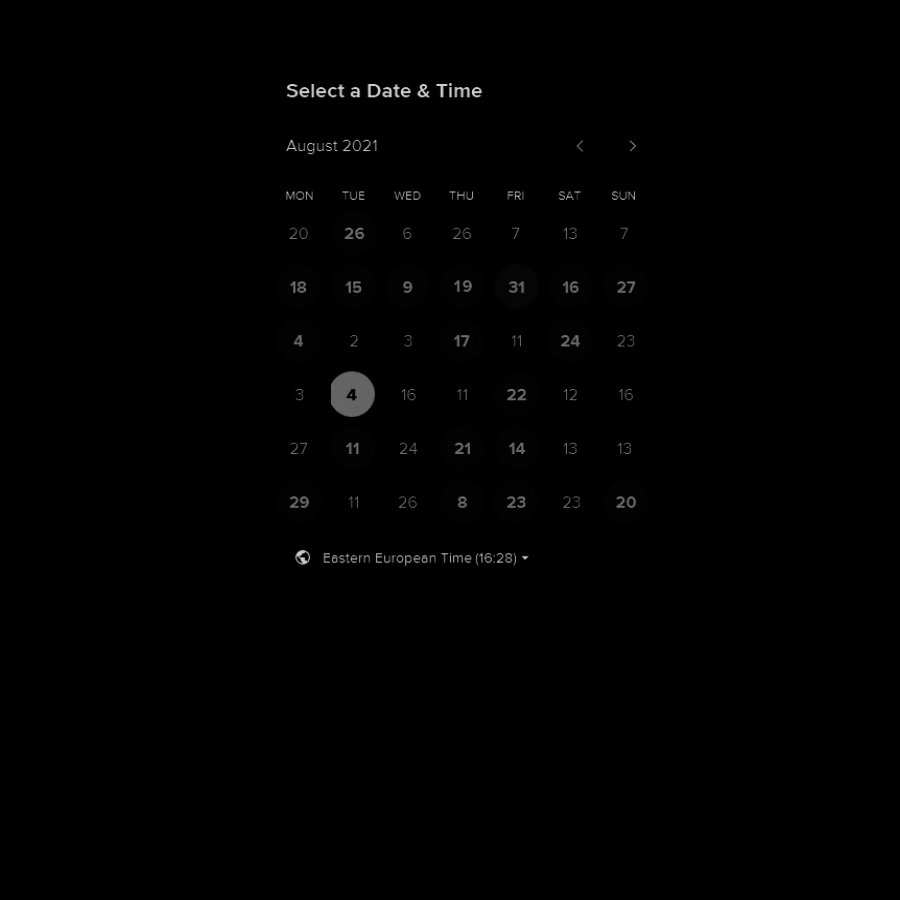 Select a Date & Time
August 2021
MON TUE WED THU FRI SAT SUN
20 26 6 26 7 13 7
18 15 9 19 31 16 27
4 2 3 17 11 24 23
3 4 16 11 22 12 16
27 11 24 21 14 13 13
29 11 26 8 23 23 20
Eastern European Time (16:28)